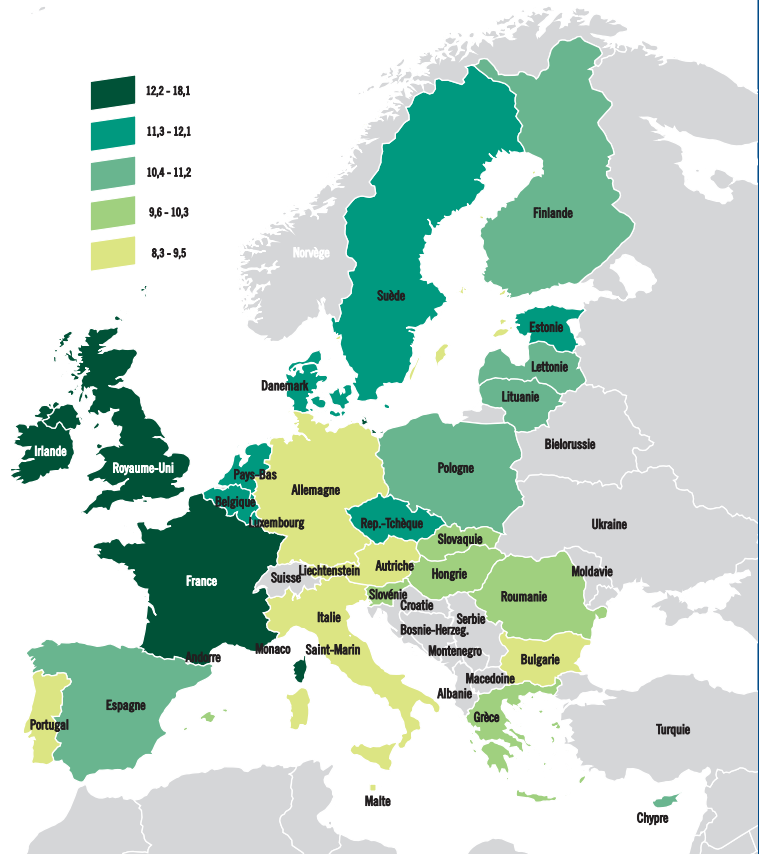 12,2 – 18,1
11,3 – 12,1
10,4 – 11,2
9,6 – 10,3
8,3 – 9,5
Finlande
Norvège
Suède
Estonie
Lettonie
Danemark
Lituanie
Bielorussie
Irlande
Royaume-Uni
Pologne
Pays-Bas
Allemagne
Belgique
Luxembourg
Rep.-Tchèque
Ukraine
Slovaquie
Autriche
Liechtenstein
Moldavie
Suisse
Hongrie
France
Slovénie
Roumanie
Croatie
Italie
Serbie
Bosnie-Herzeg.
Monaco
Saint-Marin
Montenegro
Andorre
Bulgarie
Macedoine
Albanie
Espagne
Grèce
Portugal
Turquie
Malte
Chypre